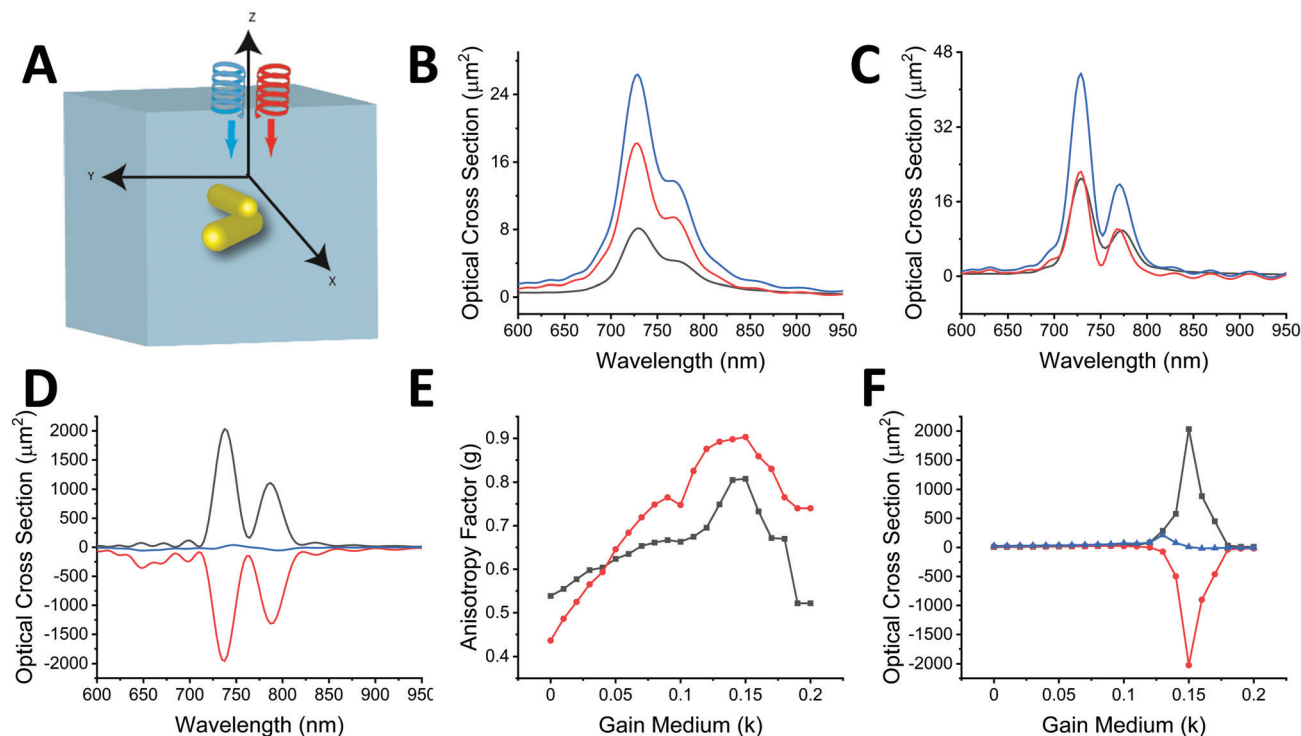 A
Z
Y
X
B
Optical Cross Section (μm²)
24
16
8
0
600 650 700 750 800 850 900 950
Wavelength (nm)
C
Optical Cross Section (μm²)
48
32
16
0
600 650 700 750 800 850 900 950
Wavelength (nm)
D
Optical Cross Section (μm²)
2000
1500
1000
500
0
-500
-1000
-1500
-2000
600 650 700 750 800 850 900 950
Wavelength (nm)
E
Anisotropy Factor (g)
0.9
0.8
0.7
0.6
0.5
0.4
0 0.05 0.1 0.15 0.2
Gain Medium (k)
F
Optical Cross Section (μm²)
2000
1500
1000
500
0
-500
-1000
-1500
-2000
0 0.05 0.1 0.15 0.2
Gain Medium (k)